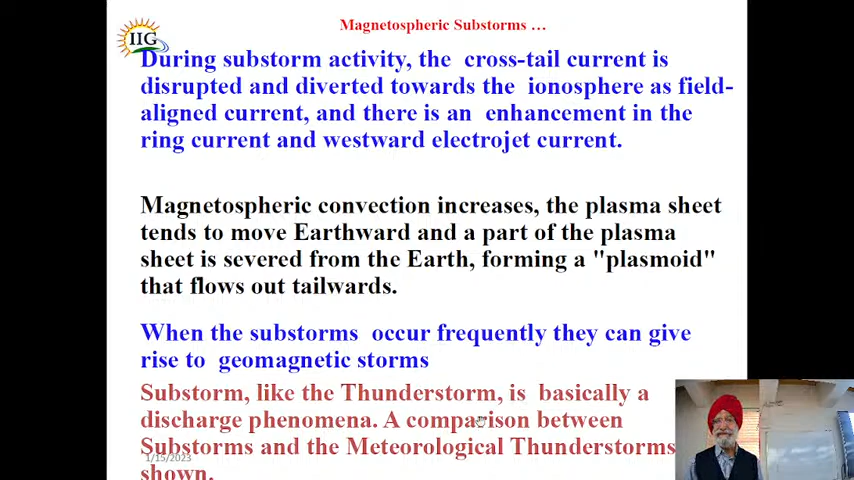 Magnetospheric Substorms …
IIG
During substorm activity, the cross-tail current is
disrupted and diverted towards the ionosphere as field-
aligned current, and there is an enhancement in the
ring current and westward electrojet current.
Magnetospheric convection increases, the plasma sheet
tends to move Earthward and a part of the plasma
sheet is severed from the Earth, forming a "plasmoid"
that flows out tailwards.
When the substorms occur frequently they can give
rise to geomagnetic storms
Substorm, like the Thunderstorm, is basically a
discharge phenomena. A comparison between
Substorms and the Meteorological Thunderstorms
1/15/2023
shown.